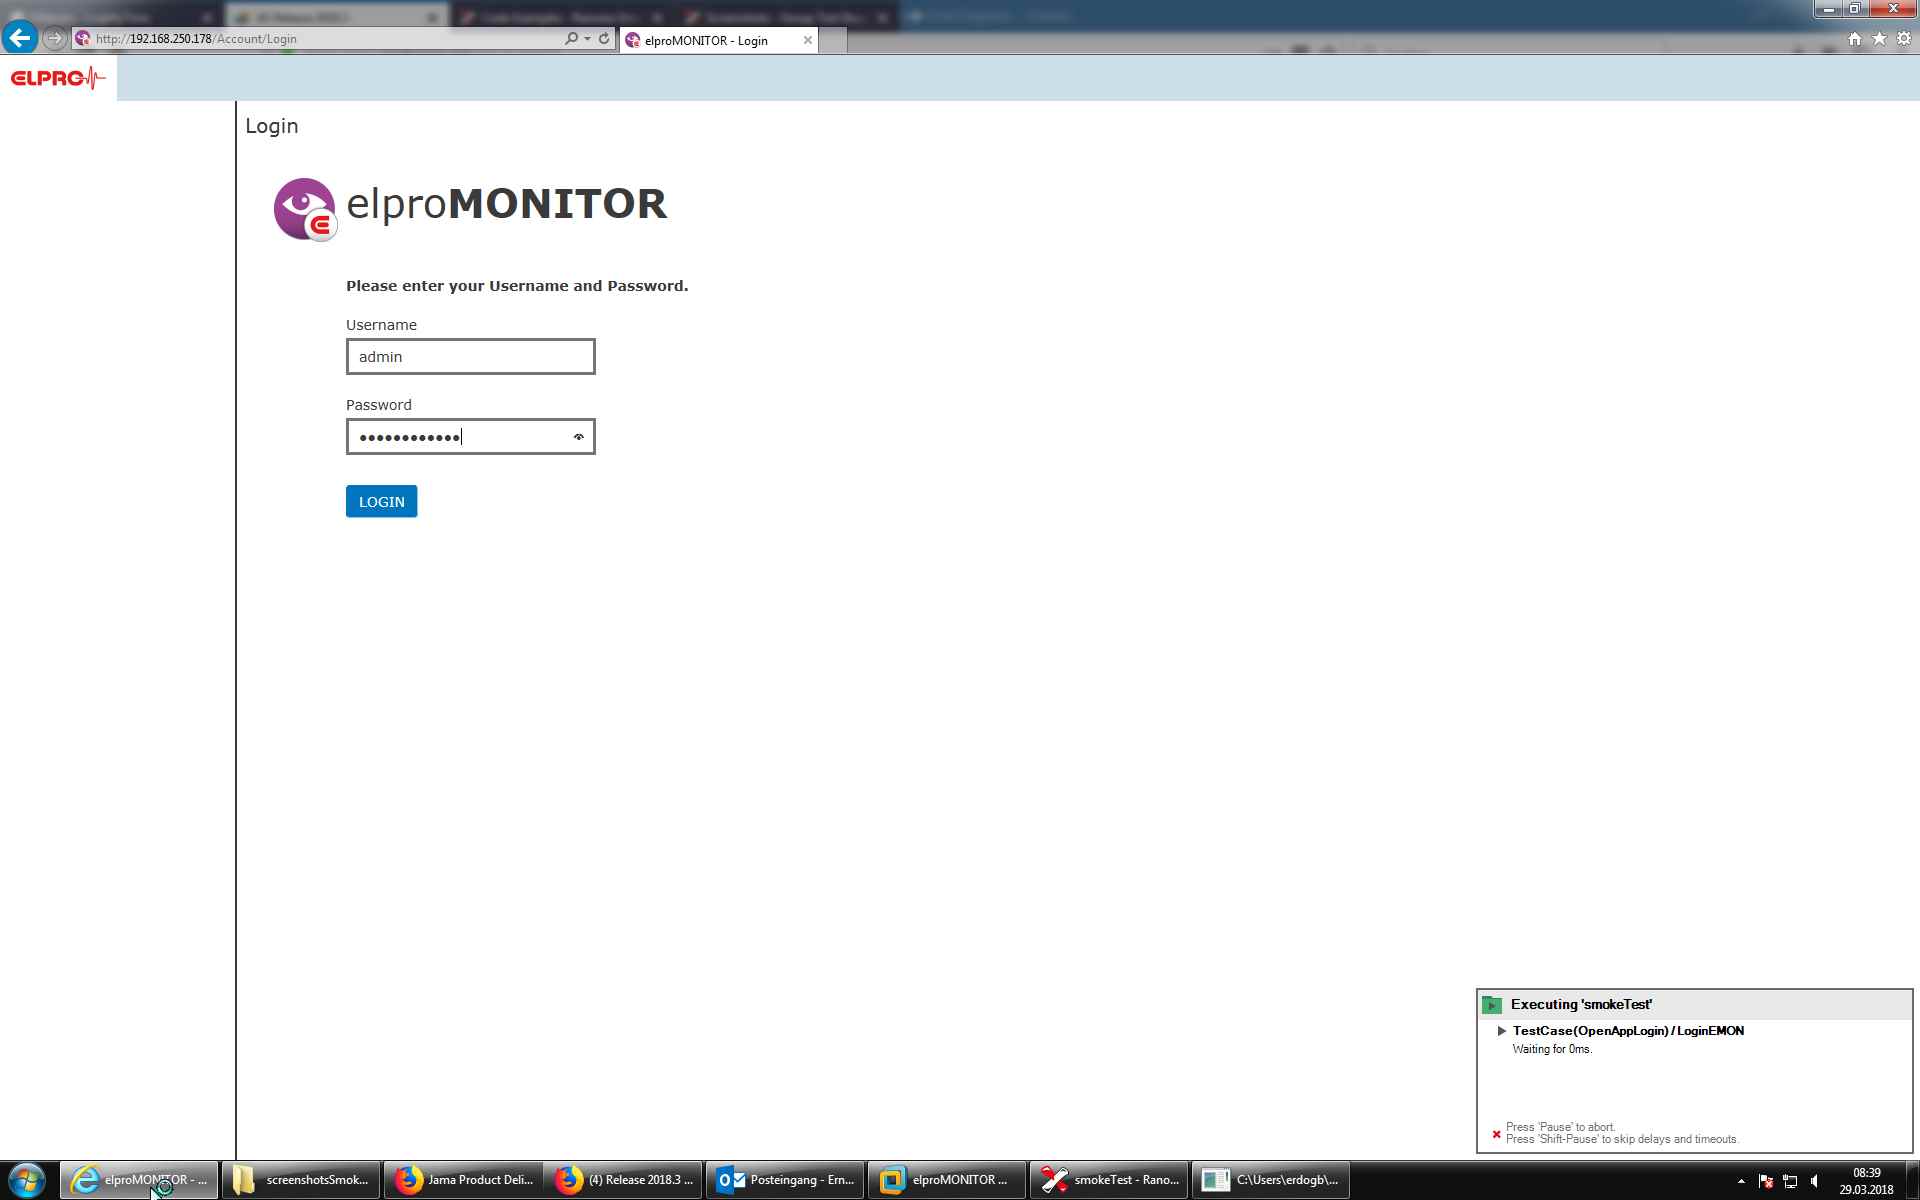 http://192.168.250.178/Account/Login
elproMONITOR - Login
ELPRO
Login
elproMONITOR
Please enter your Username and Password.
Username
admin
Password
LOGIN
Executing 'smokeTest'
TestCase(OpenAppLogin) / LoginEMON
Waiting for 0ms.
Press 'Pause' to abort.
Press 'Shift-Pause' to skip delays and timeouts.
elproMONITOR - ...
screenshotsSmok...
Jama Product Deli...
(4) Release 2018.3 ...
Posteingang - Ern...
elproMONITOR ...
smokeTest - Rano...
C:\Users\erdogb\...
08:39
29.03.2018